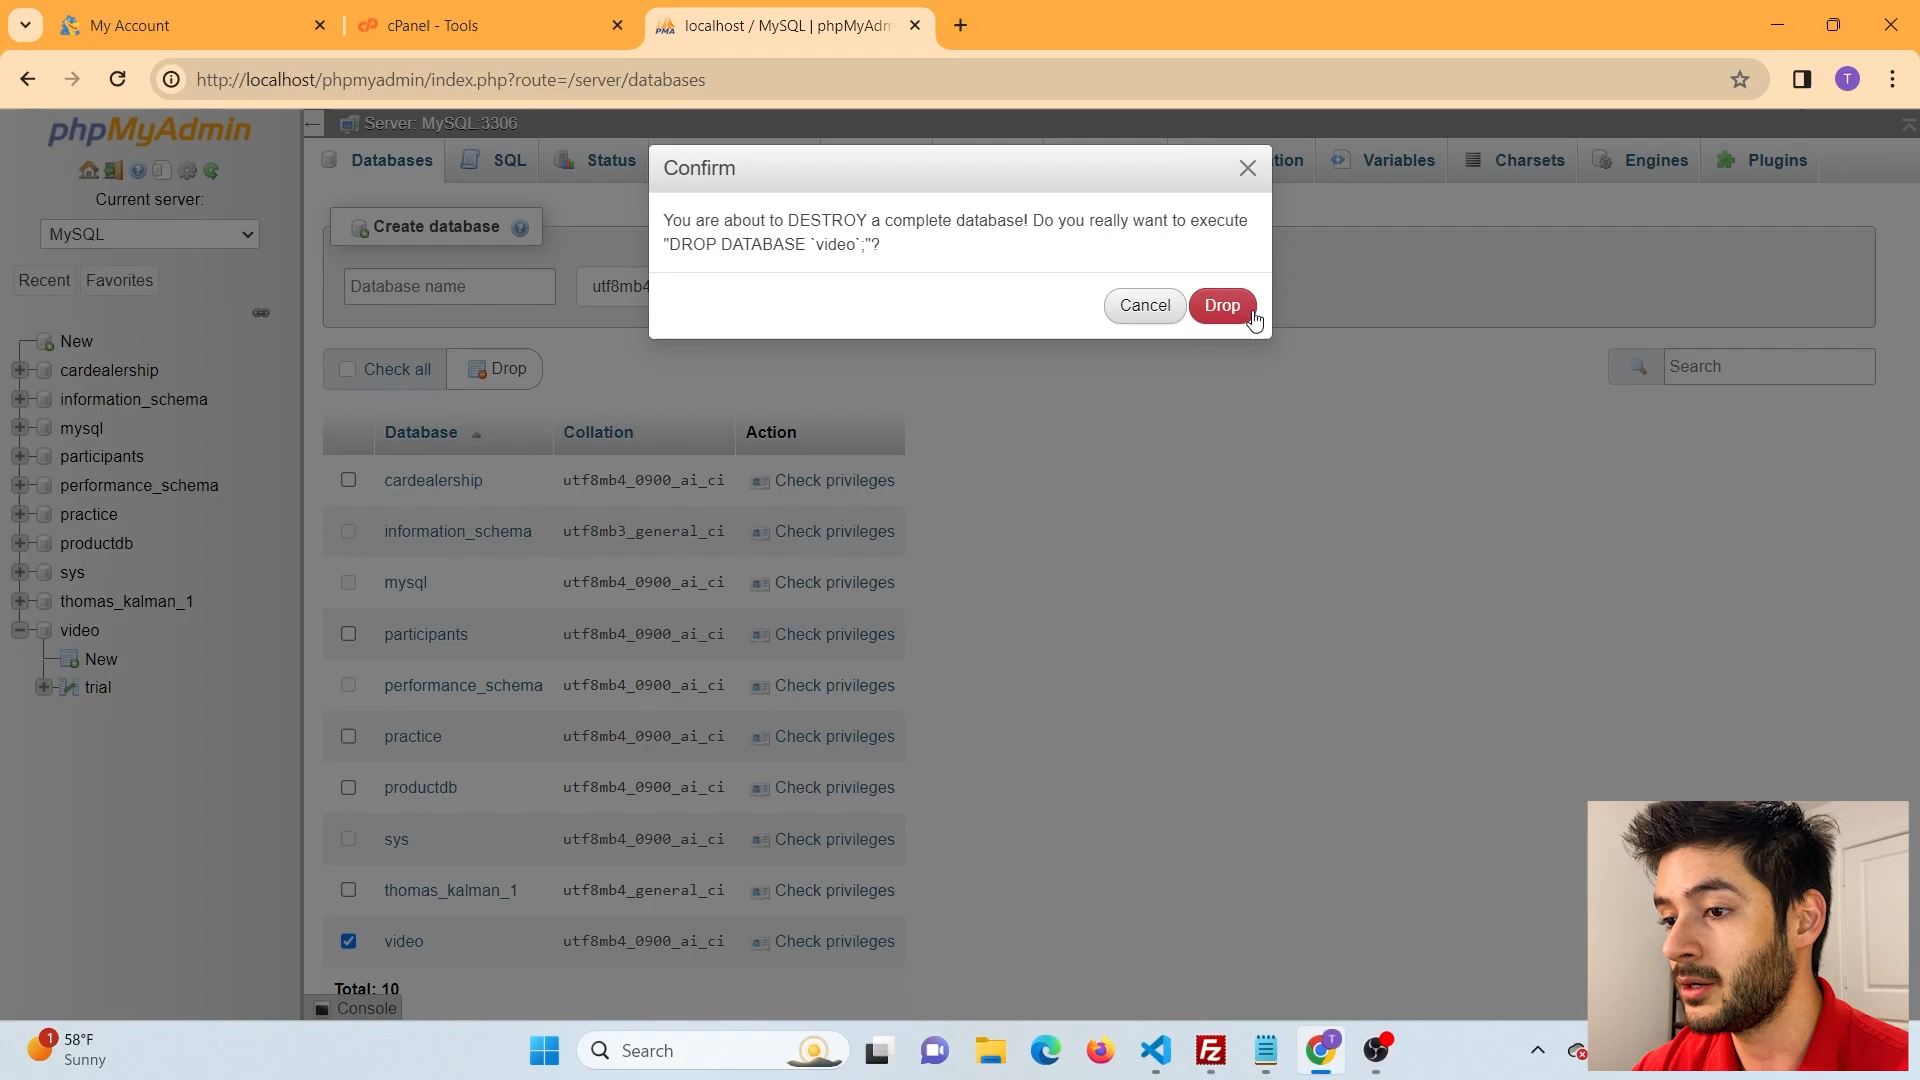 My Account
cPanel - Tools
localhost / MySQL | phpMyAdm
http://localhost/phpmyadmin/index.php?route=/server/databases
T
phpMyAdmin
Current server:
MySQL
Recent
Favorites
New
cardealership
information_schema
mysql
participants
performance_schema
practice
productdb
sys
thomas_kalman_1
video
New
trial
Server: MySQL:3306
Databases
SQL
Status
tion
Variables
Charsets
Engines
Plugins
Confirm
You are about to DESTROY a complete database! Do you really want to execute
"DROP DATABASE `video`;"?
Cancel
Drop
Create database
Database name
utf8mb4
Check all
Drop
Search
Database
Collation
Action
cardealership utf8mb4_0900_ai_ci Check privileges
information_schema utf8mb3_general_ci Check privileges
mysql utf8mb4_0900_ai_ci Check privileges
participants utf8mb4_0900_ai_ci Check privileges
performance_schema utf8mb4_0900_ai_ci Check privileges
practice utf8mb4_0900_ai_ci Check privileges
productdb utf8mb4_0900_ai_ci Check privileges
sys utf8mb4_0900_ai_ci Check privileges
thomas_kalman_1 utf8mb4_general_ci Check privileges
video utf8mb4_0900_ai_ci Check privileges
Total: 10
Console
1
58°F
Sunny
Search